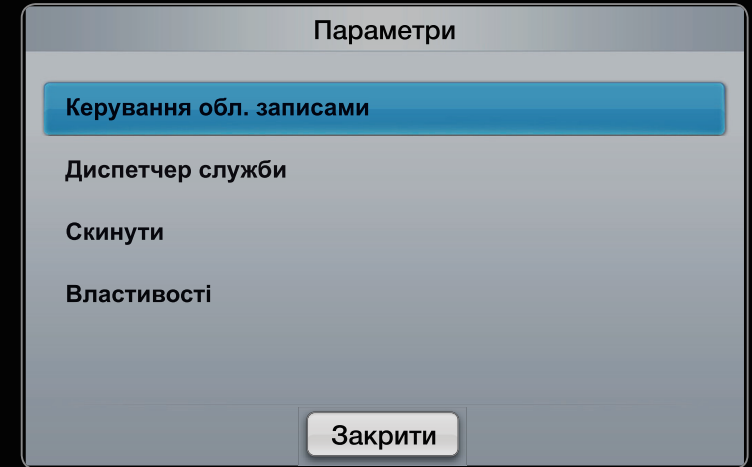 Параметри
Керування обл. записами
Диспетчер служби
Скинути
Властивості
Закрити